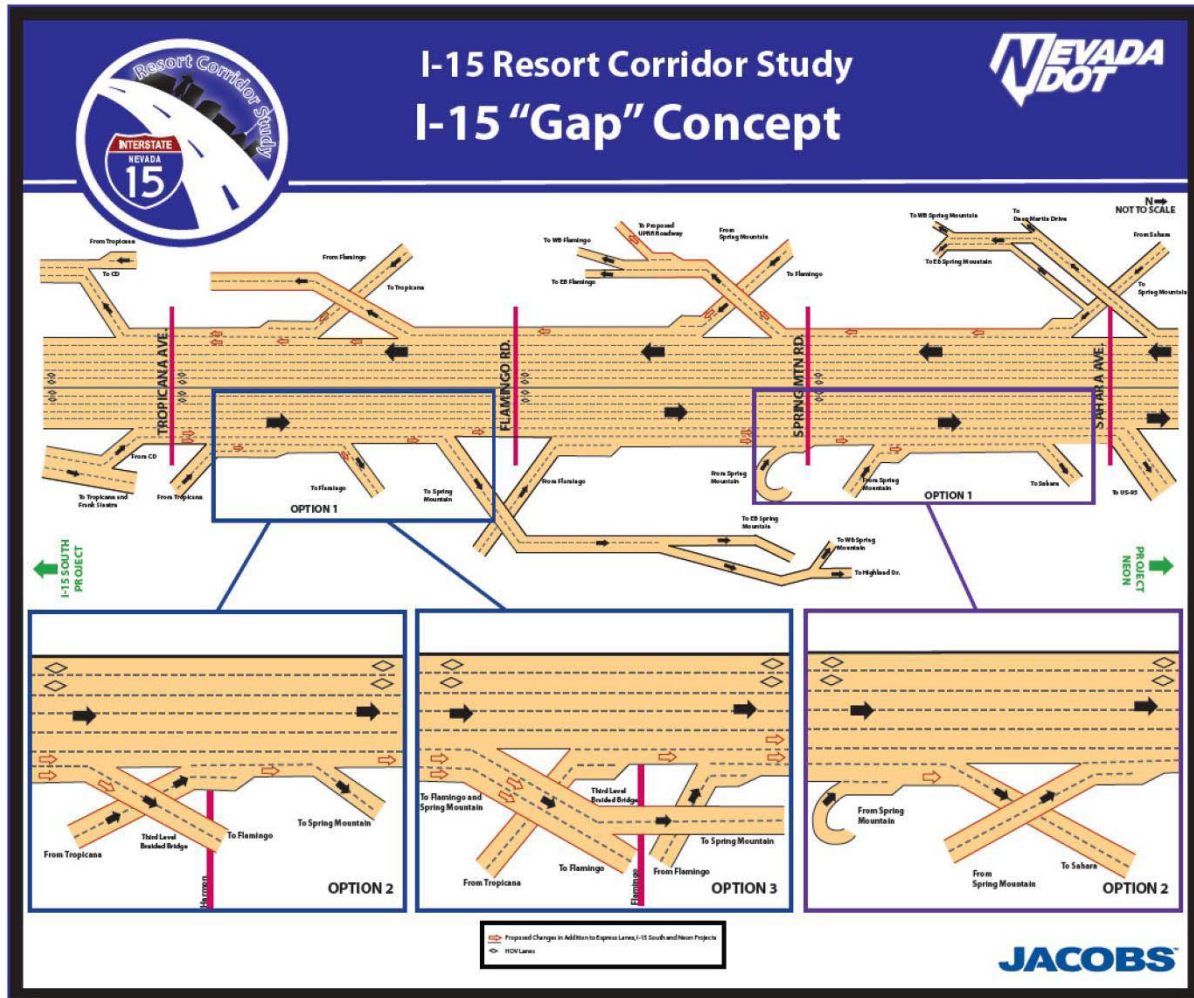 Resort Corridor Study
INTERSTATE
NEVADA
15
I-15 Resort Corridor Study
I-15 "Gap" Concept
NEVADA
DOT
N
NOT TO SCALE
From Tropicana
To CD
From Flamingo
To Tropicana
To WB Flamingo
To EB Flamingo
To Proposed
UPRR Roadway
From
Spring Mountain
To Flamingo
To WB Spring Mountain
To
Dean Martin Drive
To EB Spring Mountain
From Sahara
To
Spring Mountain
TROPICANA AVE.
FLAMINGO RD.
SPRING MTN RD.
SAHARA AVE.
From CD
To Tropicana and
Frank Sinatra
From Tropicana
To Flamingo
OPTION 1
To Spring
Mountain
From Flamingo
From Spring
Mountain
From Spring
Mountain
To Sahara
OPTION 1
To US-95
To EB Spring
Mountain
To WB Spring
Mountain
To Highland Dr.
I-15 SOUTH
PROJECT
PROJECT
NEON
From Tropicana
Third Level
Braided Bridge
To Flamingo
To Spring Mountain
Harmon
OPTION 2
To Flamingo and
Spring Mountain
From Tropicana
Third Level
Braided Bridge
To Flamingo
Flamingo
From Flamingo
To Spring Mountain
OPTION 3
From Spring
Mountain
From
Spring Mountain
To Sahara
OPTION 2
Proposed Changes in Addition to Express Lanes, I-15 South and Neon Projects
HOV Lanes
JACOBS